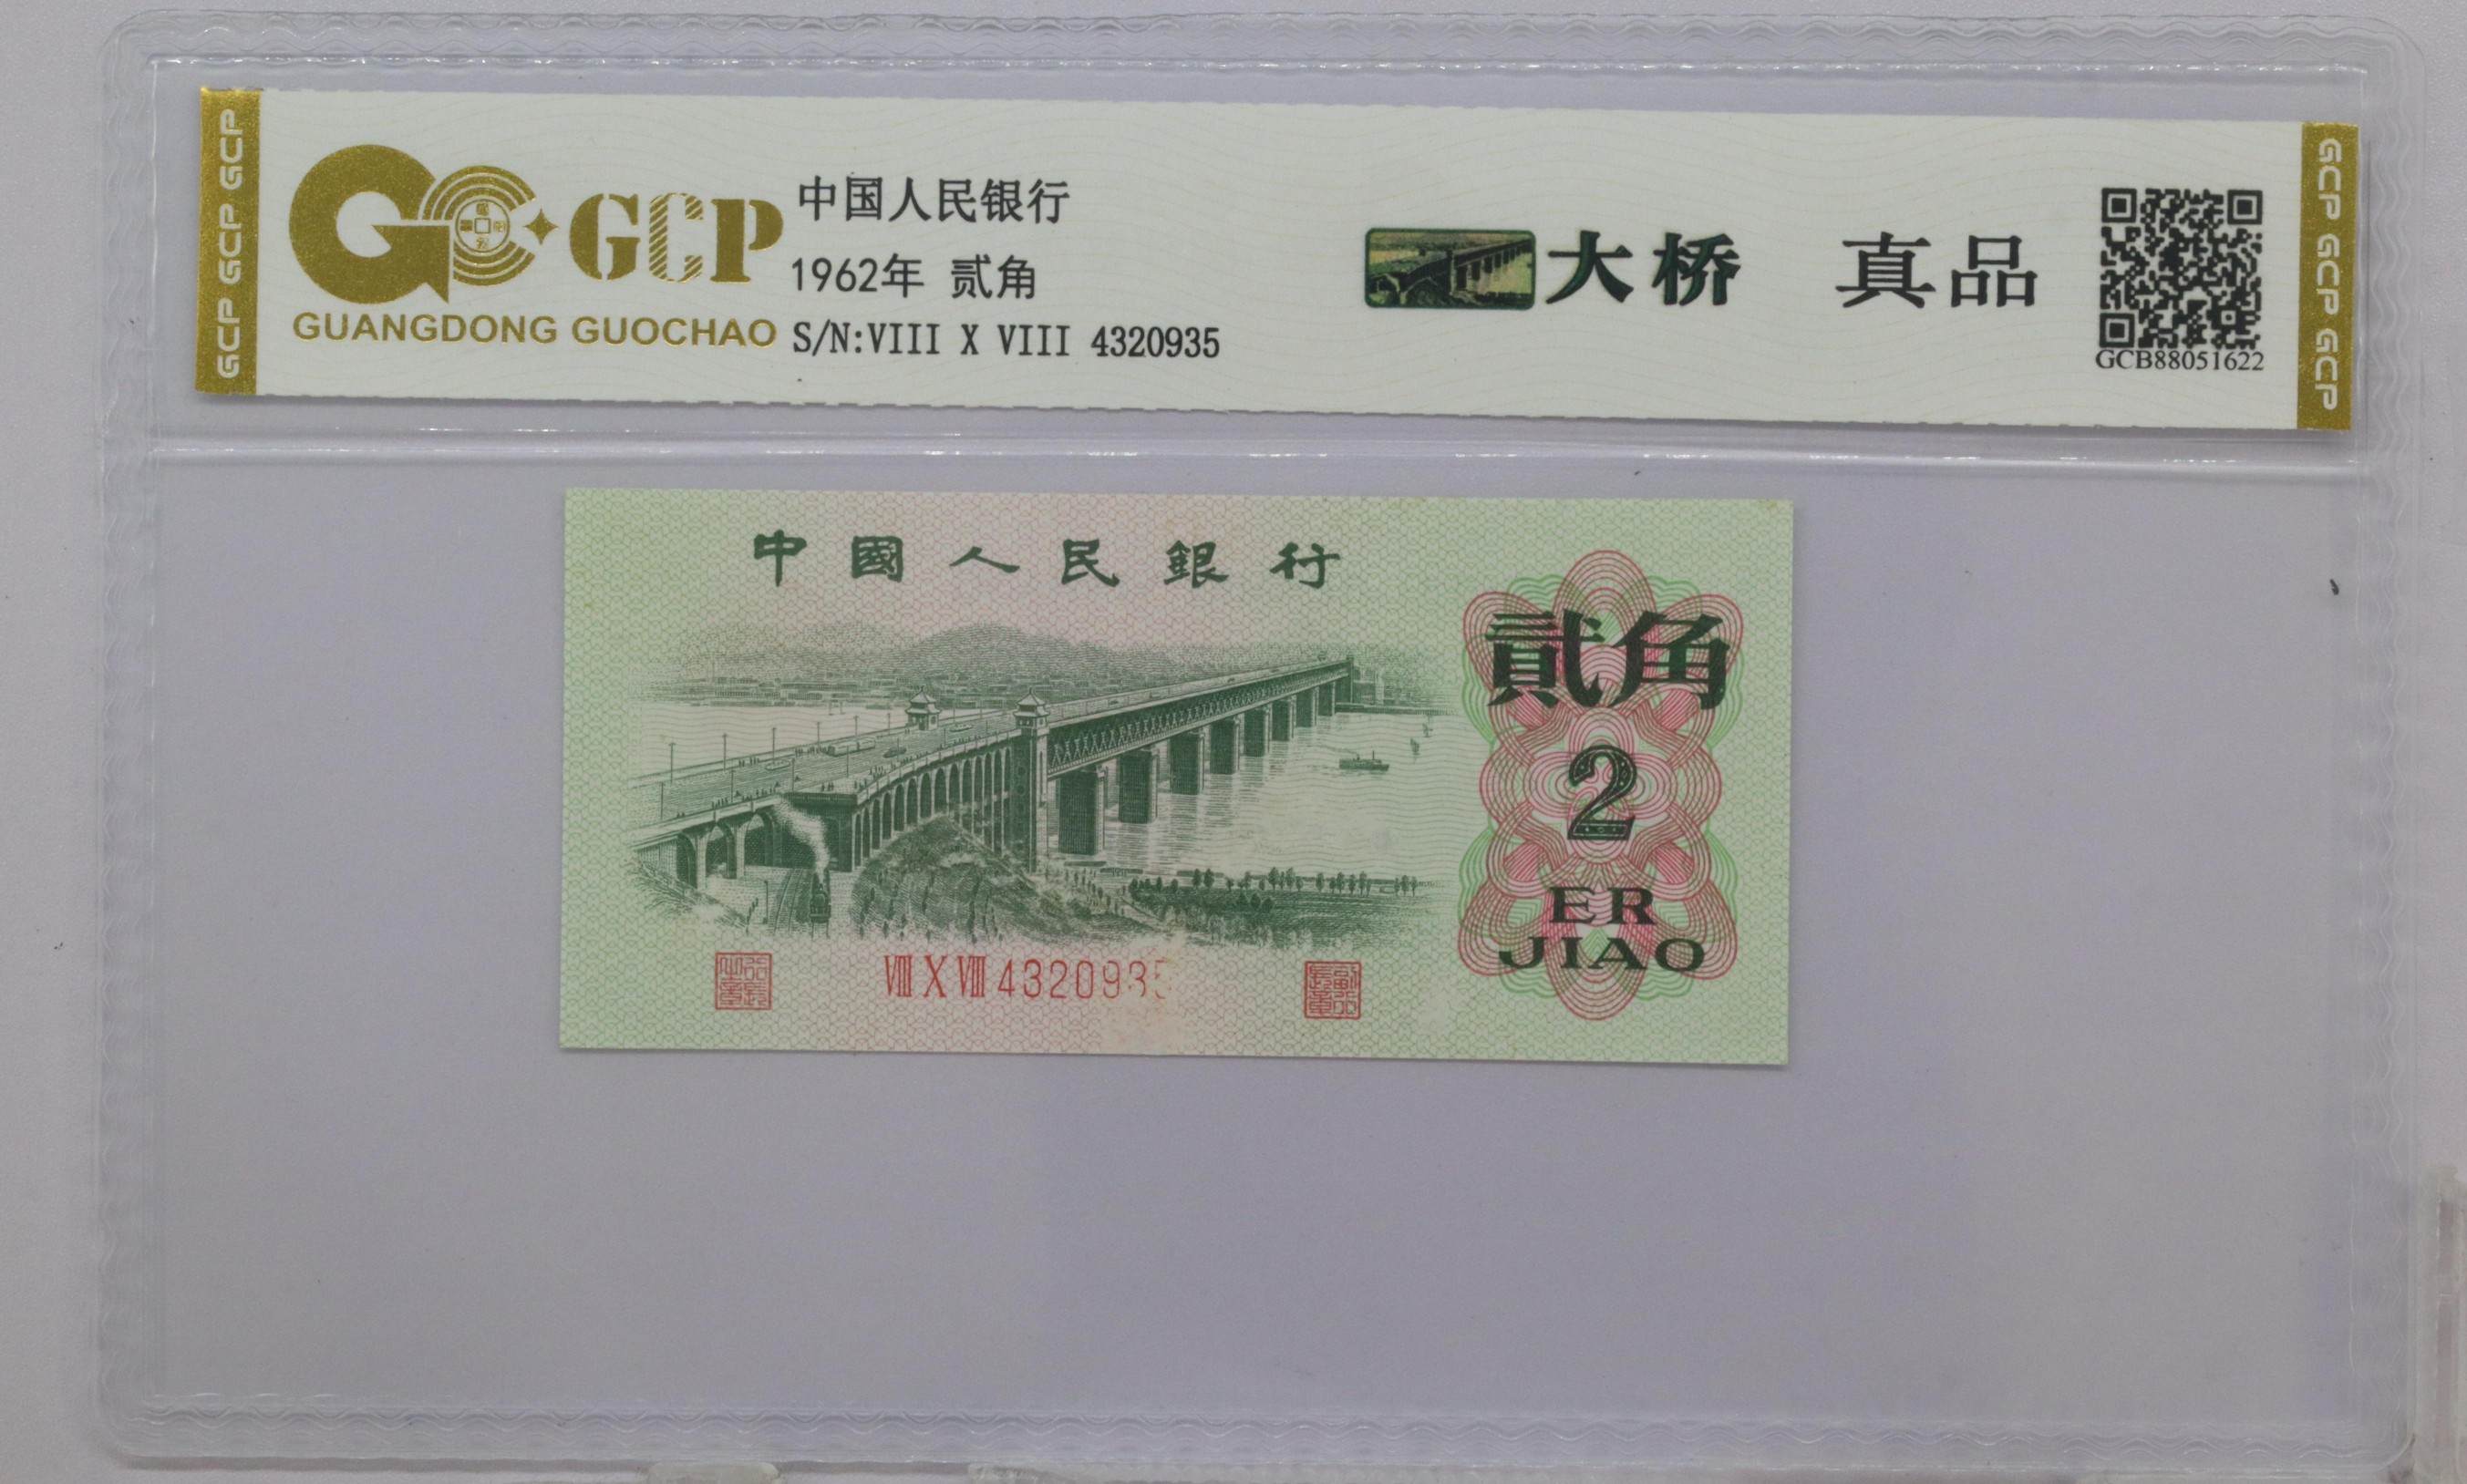 GCP GCP GCP
GCP
GUANGDONG GUOCHAO
中国人民银行
1962年 贰角
S/N:VIII X VIII 4320935
大桥 真品
GCB88051622
GCP GCP GCP
中國人民銀行
貳角
2
ER
JIAO
VIII X VIII 4320935